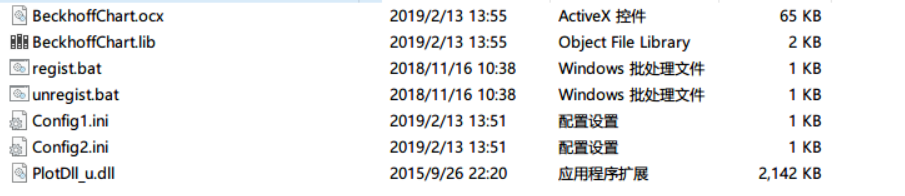 BeckhoffChart.ocx 2019/2/13 13:55 ActiveX 控件 65 KB
BeckhoffChart.lib 2019/2/13 13:55 Object File Library 2 KB
regist.bat 2018/11/16 10:38 Windows 批处理文件 1 KB
unregist.bat 2018/11/16 10:38 Windows 批处理文件 1 KB
Config1.ini 2019/2/13 13:51 配置设置 1 KB
Config2.ini 2019/2/13 13:51 配置设置 1 KB
PlotDll_u.dll 2015/9/26 22:20 应用程序扩展 2,142 KB